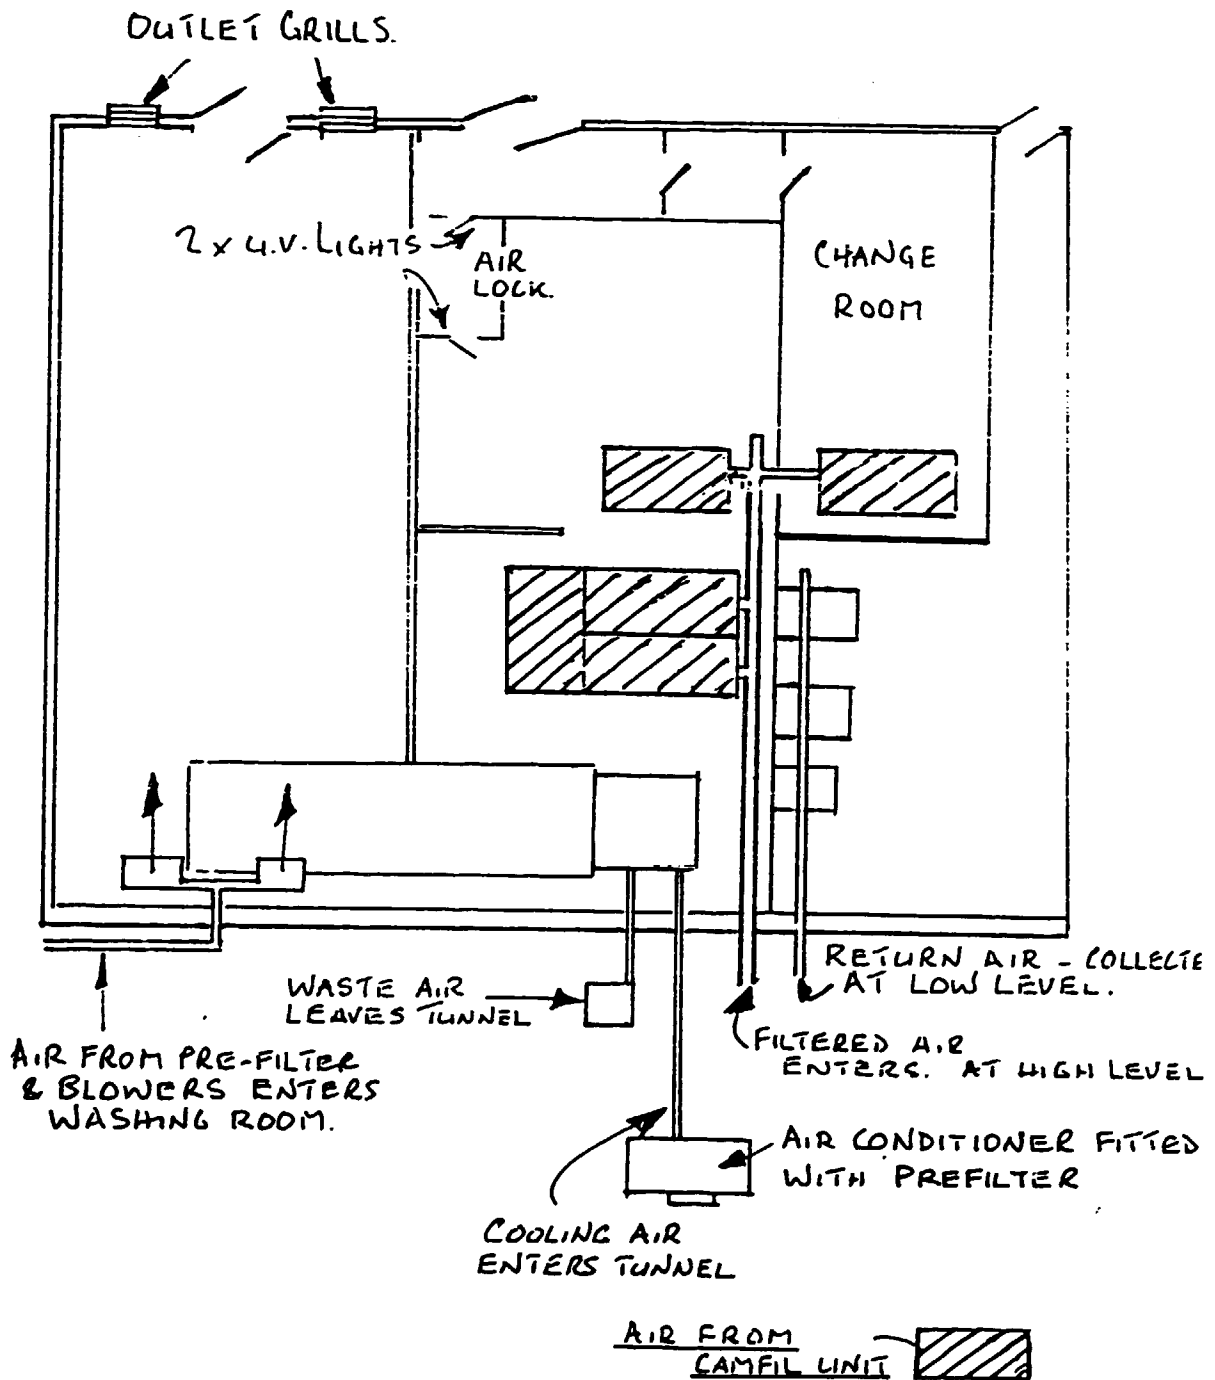 OUTLET GRILLS.
2 x U.V. LIGHTS
AIR
LOCK.
CHANGE
ROOM
RETURN AIR - COLLECTE
AT LOW LEVEL.
WASTE AIR
LEAVES TUNNEL
FILTERED AIR
ENTERS. AT HIGH LEVEL
AIR FROM PRE-FILTER
& BLOWERS ENTERS
WASHING ROOM.
AIR CONDITIONER FITTED
WITH PREFILTER
COOLING AIR
ENTERS TUNNEL
AIR FROM
CAMFIL UNIT